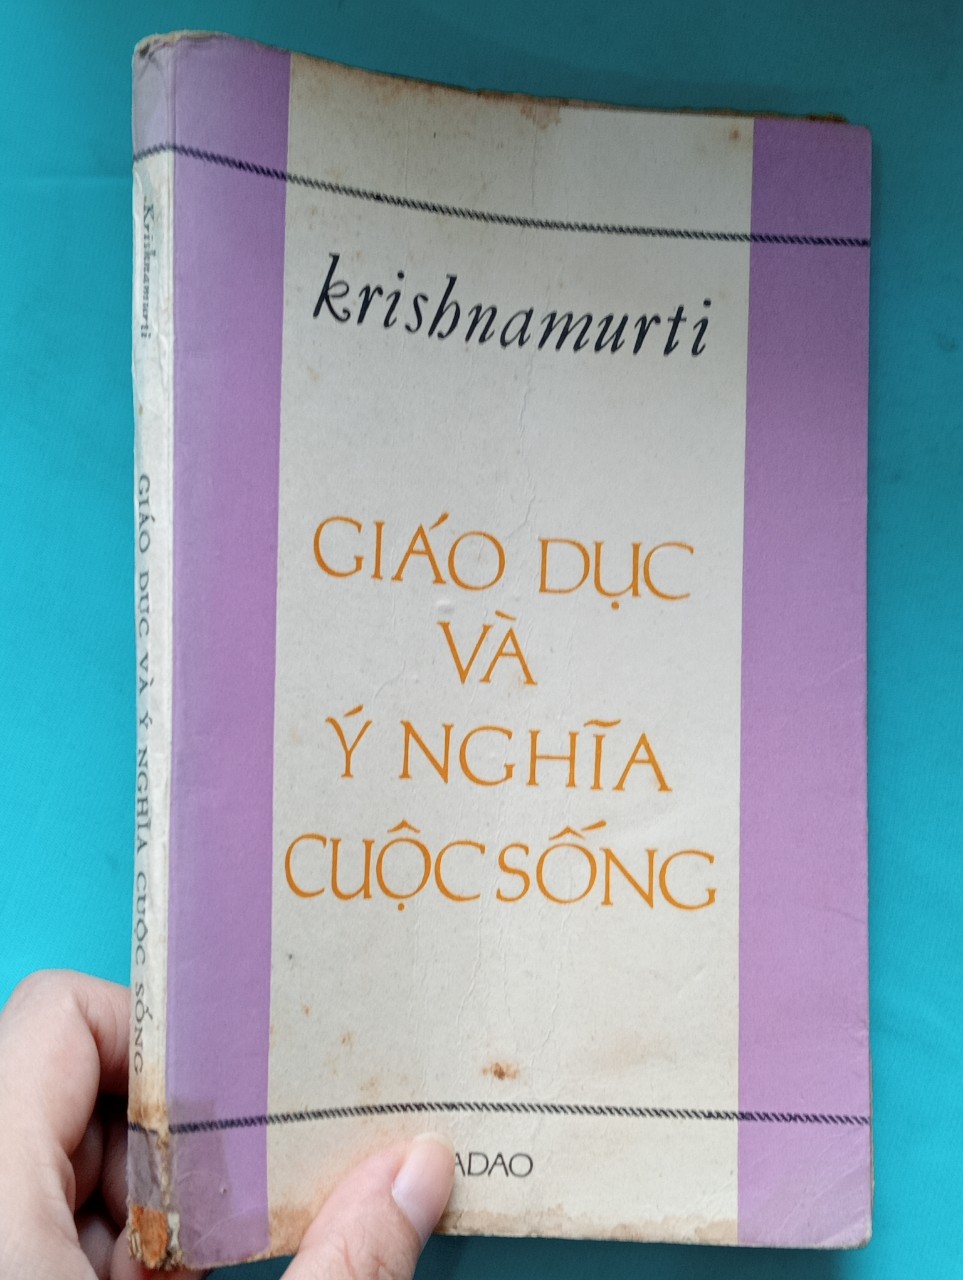 krishnamurti
GIÁO DỤC
VÀ
Ý NGHĨA
CUỘC SỐNG
ADAO
Krishnamurti
GIÁO DỤC VÀ Ý NGHĨA CUỘC SỐNG